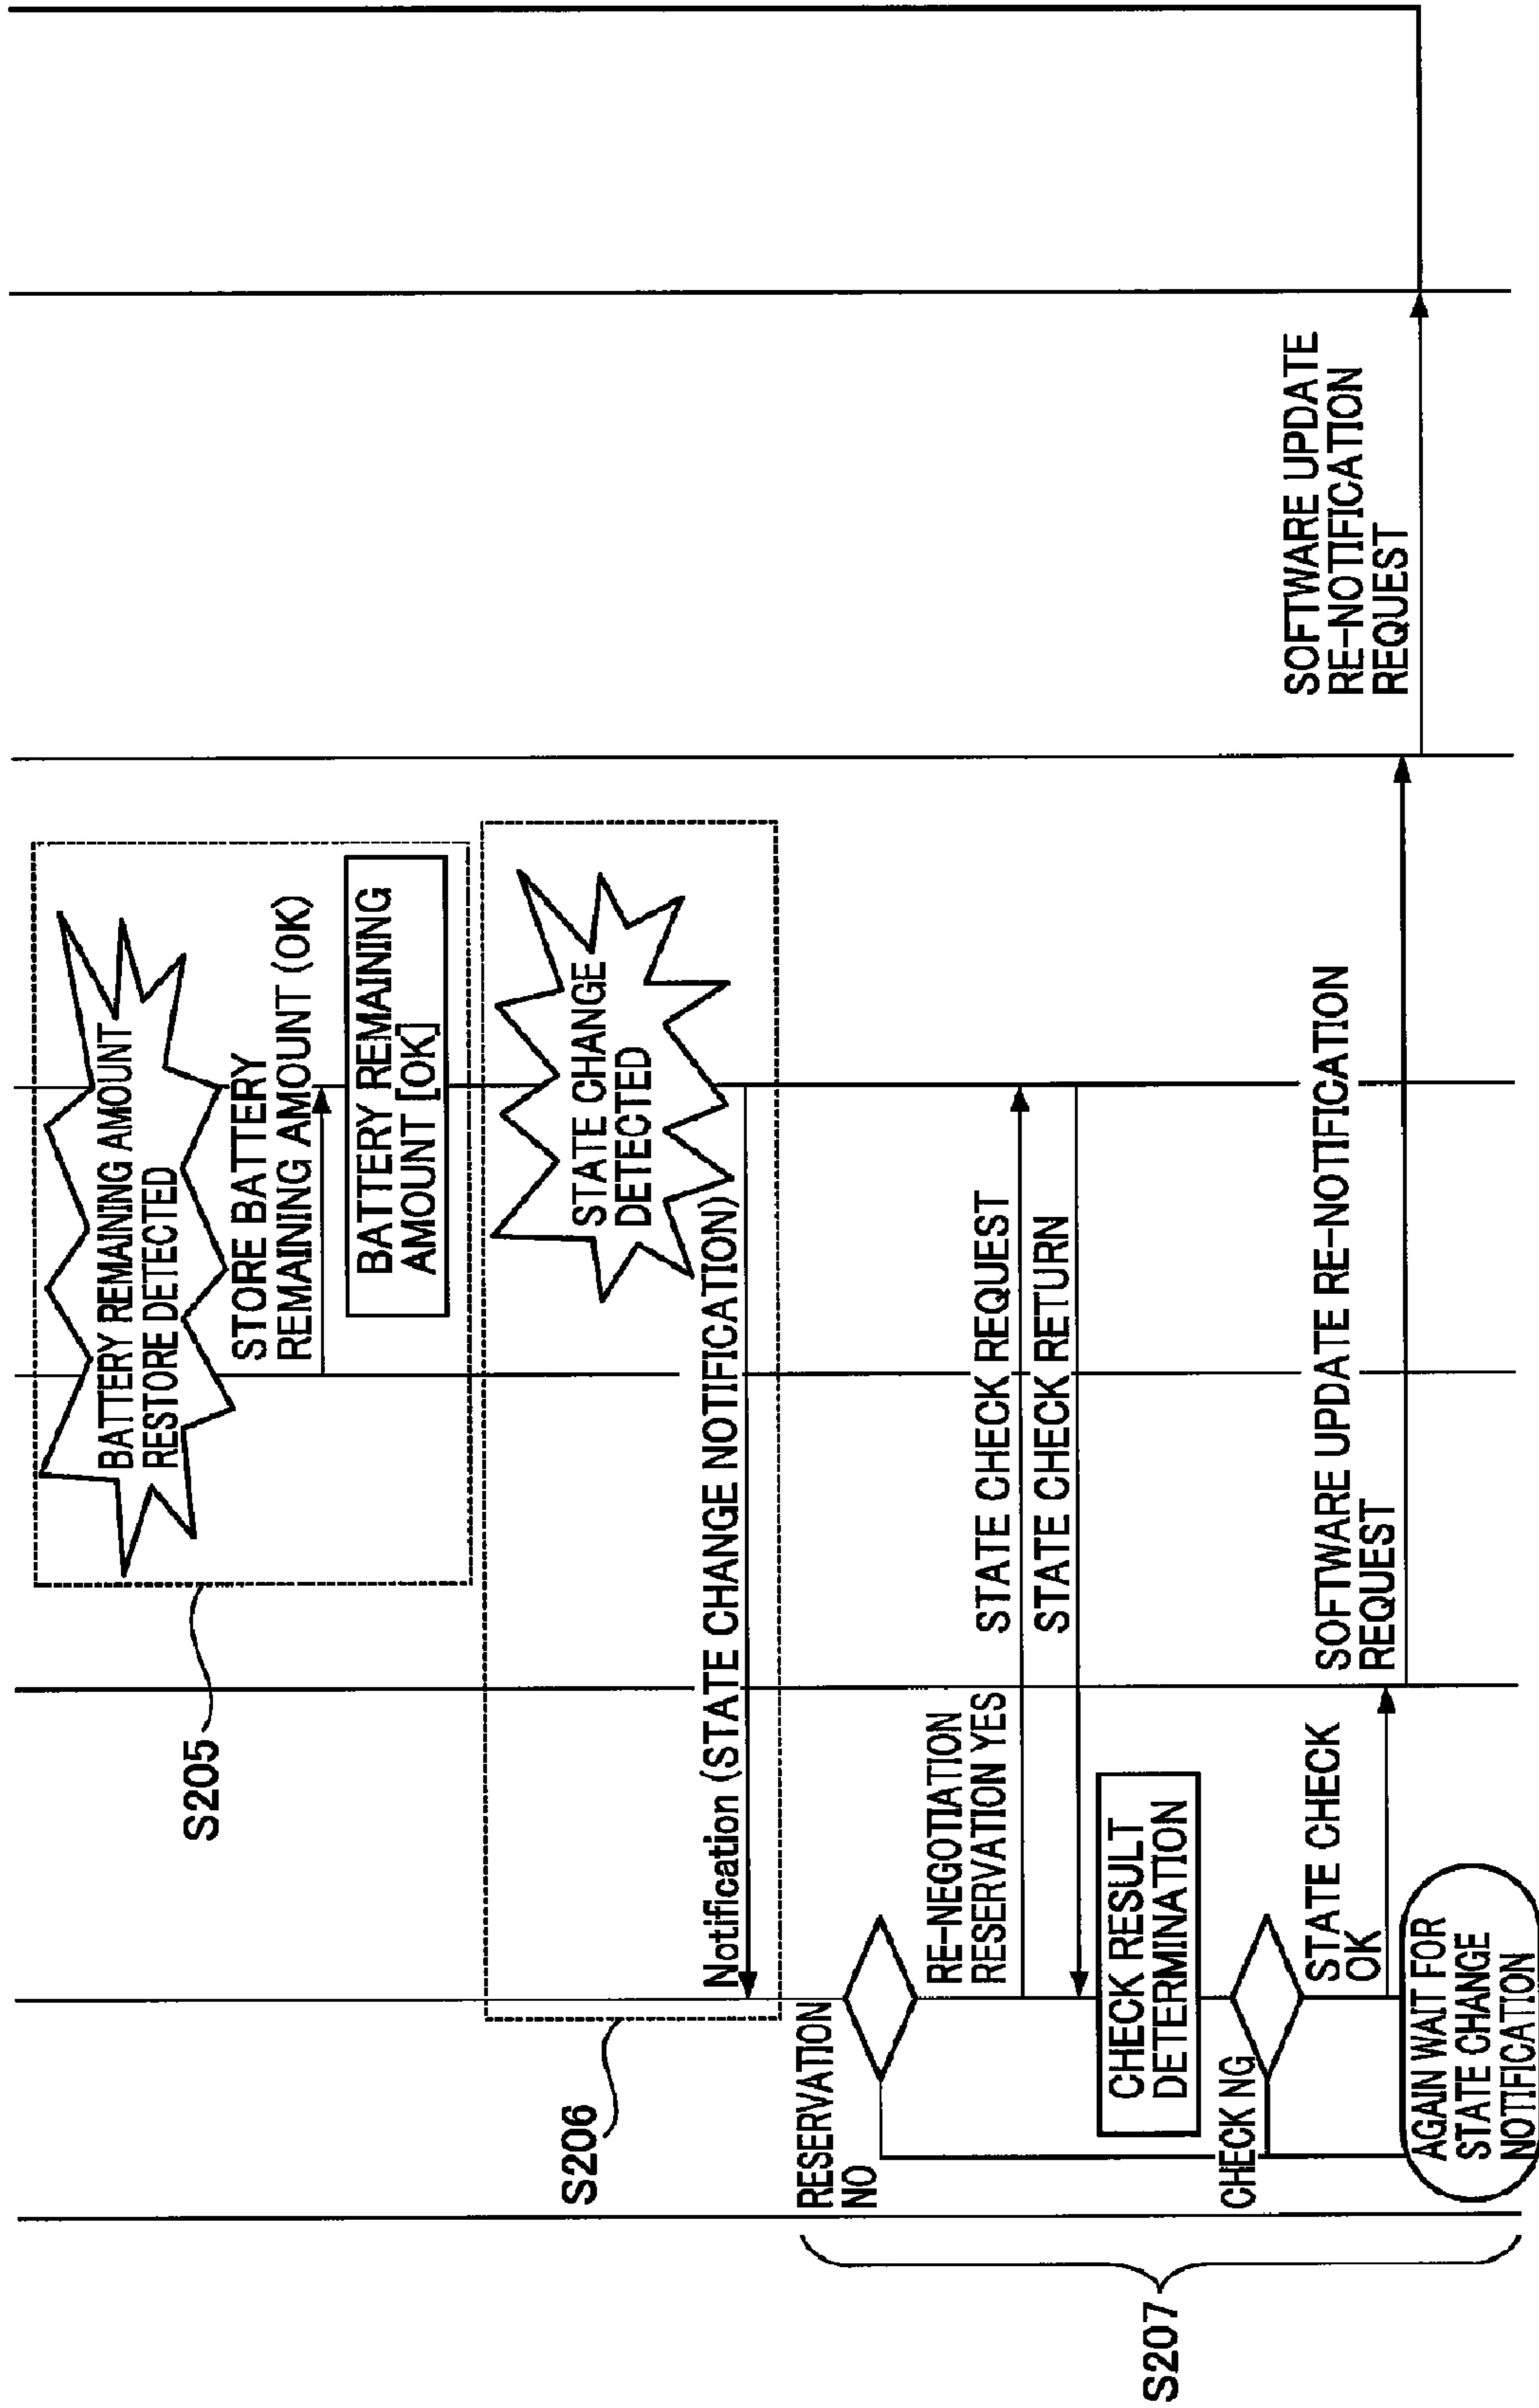 BATTERY REMAINING AMOUNT
RESTORE DETECTED
S205
STORE BATTERY
REMAINING AMOUNT (OK)
BATTERY REMAINING
AMOUNT [OK]
STATE CHANGE
DETECTED
S206
Notification (STATE CHANGE NOTIFICATION)
RESERVATION
NO
RE-NEGOTIATION
RESERVATION YES
STATE CHECK REQUEST
STATE CHECK RETURN
CHECK RESULT
DETERMINATION
S207
CHECK NG
STATE CHECK
OK
SOFTWARE UPDATE RE-NOTIFICATION
REQUEST
SOFTWARE UPDATE
RE-NOTIFICATION
REQUEST
AGAIN WAIT FOR
STATE CHANGE
NOTIFICATION